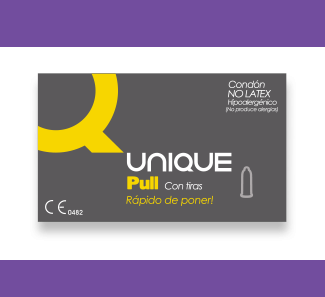 Condón
NO LATEX
hipoalergénico
(No produce alergias)
UNIQUE
Pull Con tiras
Rápido de poner!
CE 0482